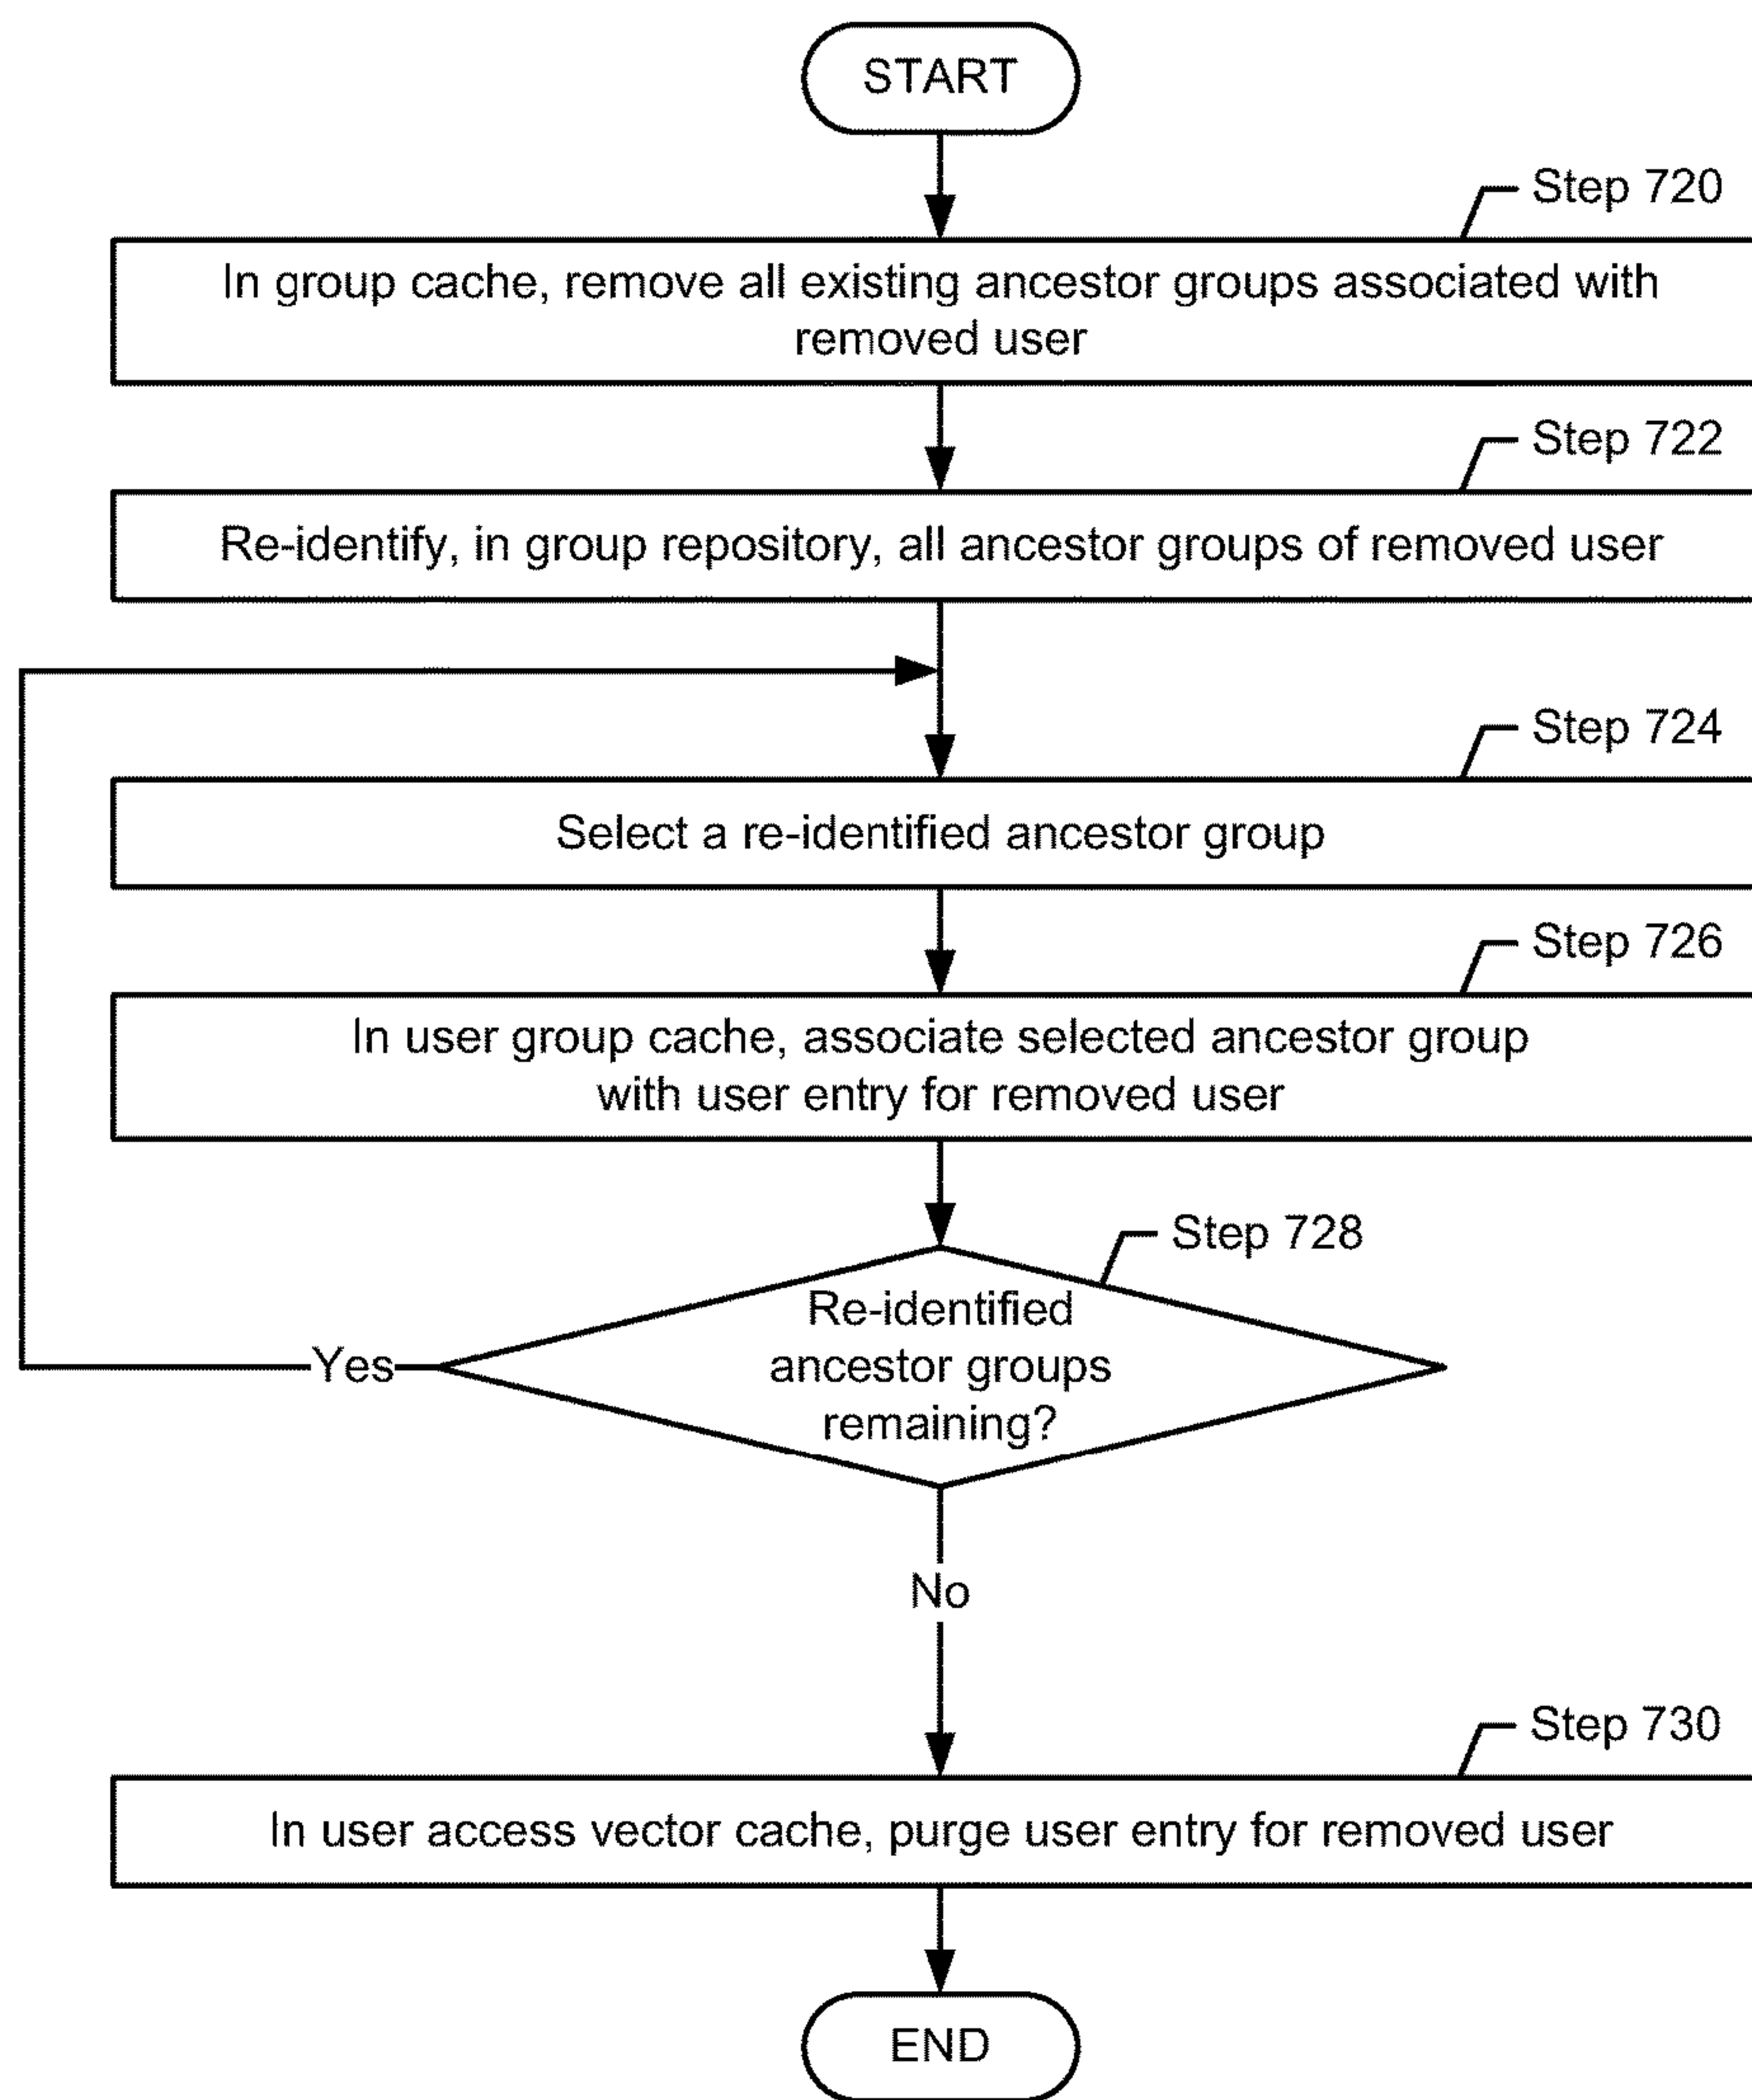 START
Step 720
In group cache, remove all existing ancestor groups associated with
removed user
Step 722
Re-identify, in group repository, all ancestor groups of removed user
Step 724
Select a re-identified ancestor group
Step 726
In user group cache, associate selected ancestor group
with user entry for removed user
Step 728
Re-identified
ancestor groups
remaining?
Yes
No
Step 730
In user access vector cache, purge user entry for removed user
END